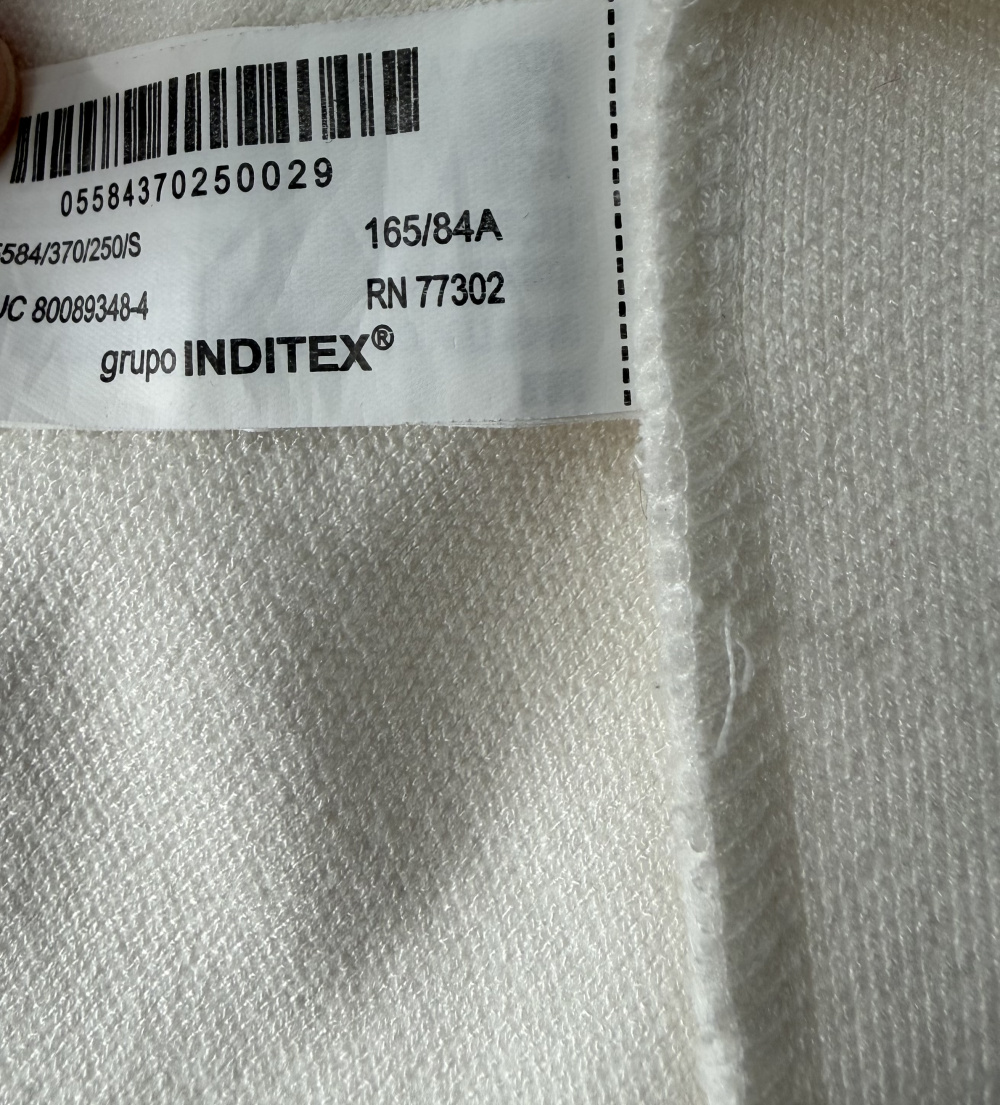 05584370250029
584/370/250/S 165/84A
C 80089348-4 RN 77302
grupo INDITEX®